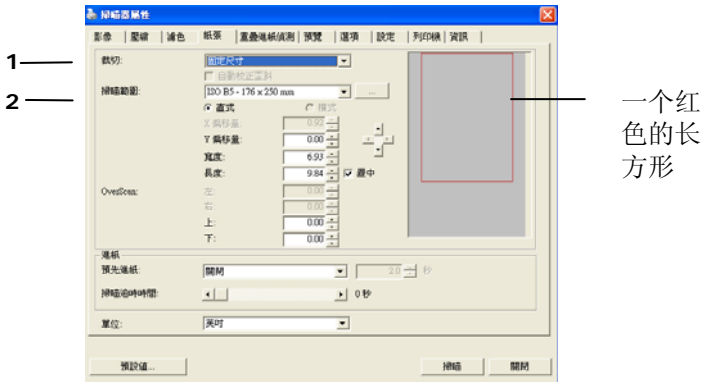 掃瞄器屬性
影像 | 壓縮 | 濾色 | 紙張 | 重疊進紙偵測 | 預覽 | 選項 | 設定 | 列印機 | 資訊 |
1 裁切: 固定尺寸
自動校正歪斜
2 掃瞄範圍: ISO B5 - 176 x 250 mm ...
直式 橫式
X 偏移量: 0.92
Y 偏移量: 0.00
寬度: 6.93
長度: 9.84 置中
OverScan: 左: 0.00
右: 0.00
上: 0.00
下: 0.00
進紙
預先進紙: 關閉 2.0 秒
掃瞄逾時時間: 0 秒
單位: 英吋
預設值... 掃瞄 關閉
一个红
色的长
方形